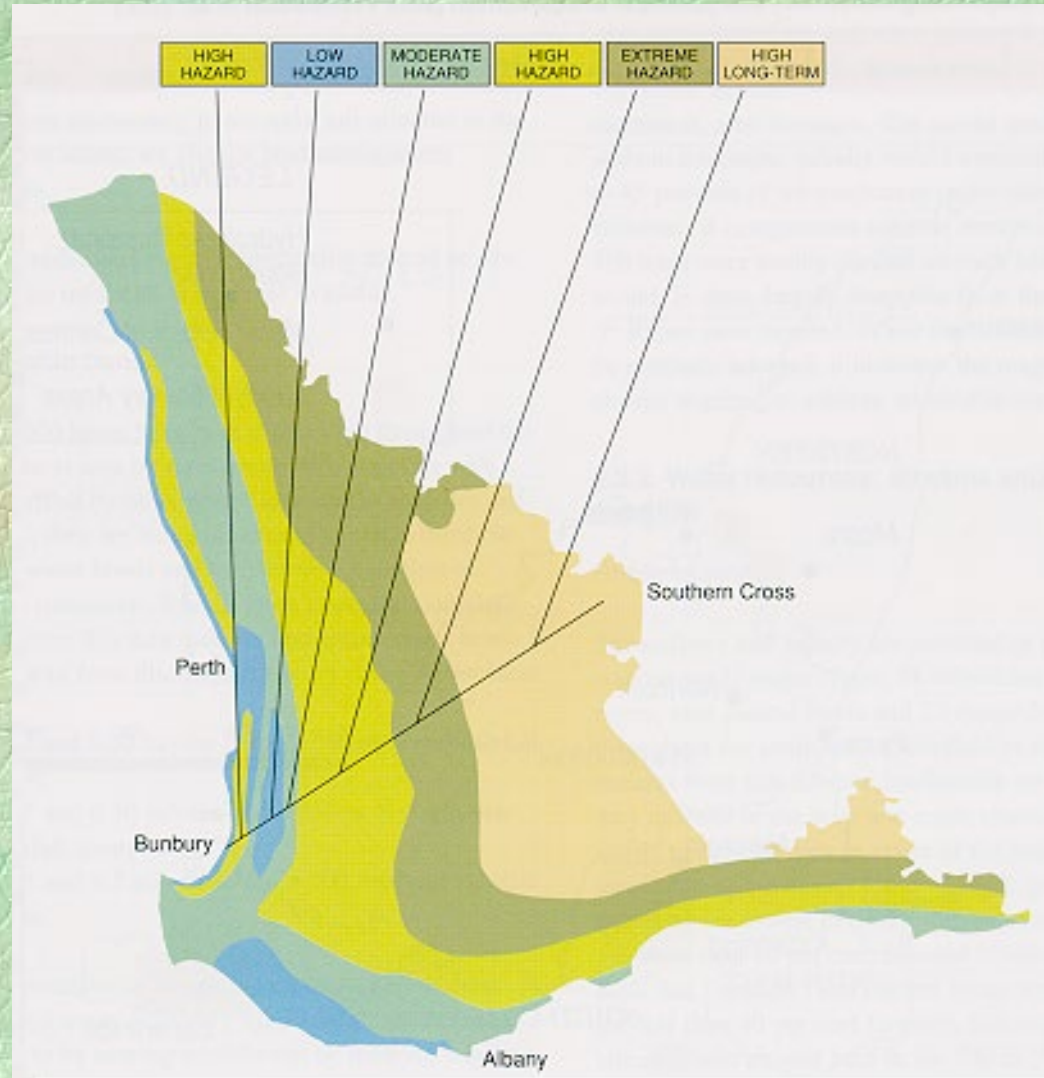 HIGH
HAZARD
LOW
HAZARD
MODERATE
HAZARD
HIGH
HAZARD
EXTREME
HAZARD
HIGH
LONG-TERM
Southern Cross
Perth
Bunbury
Albany